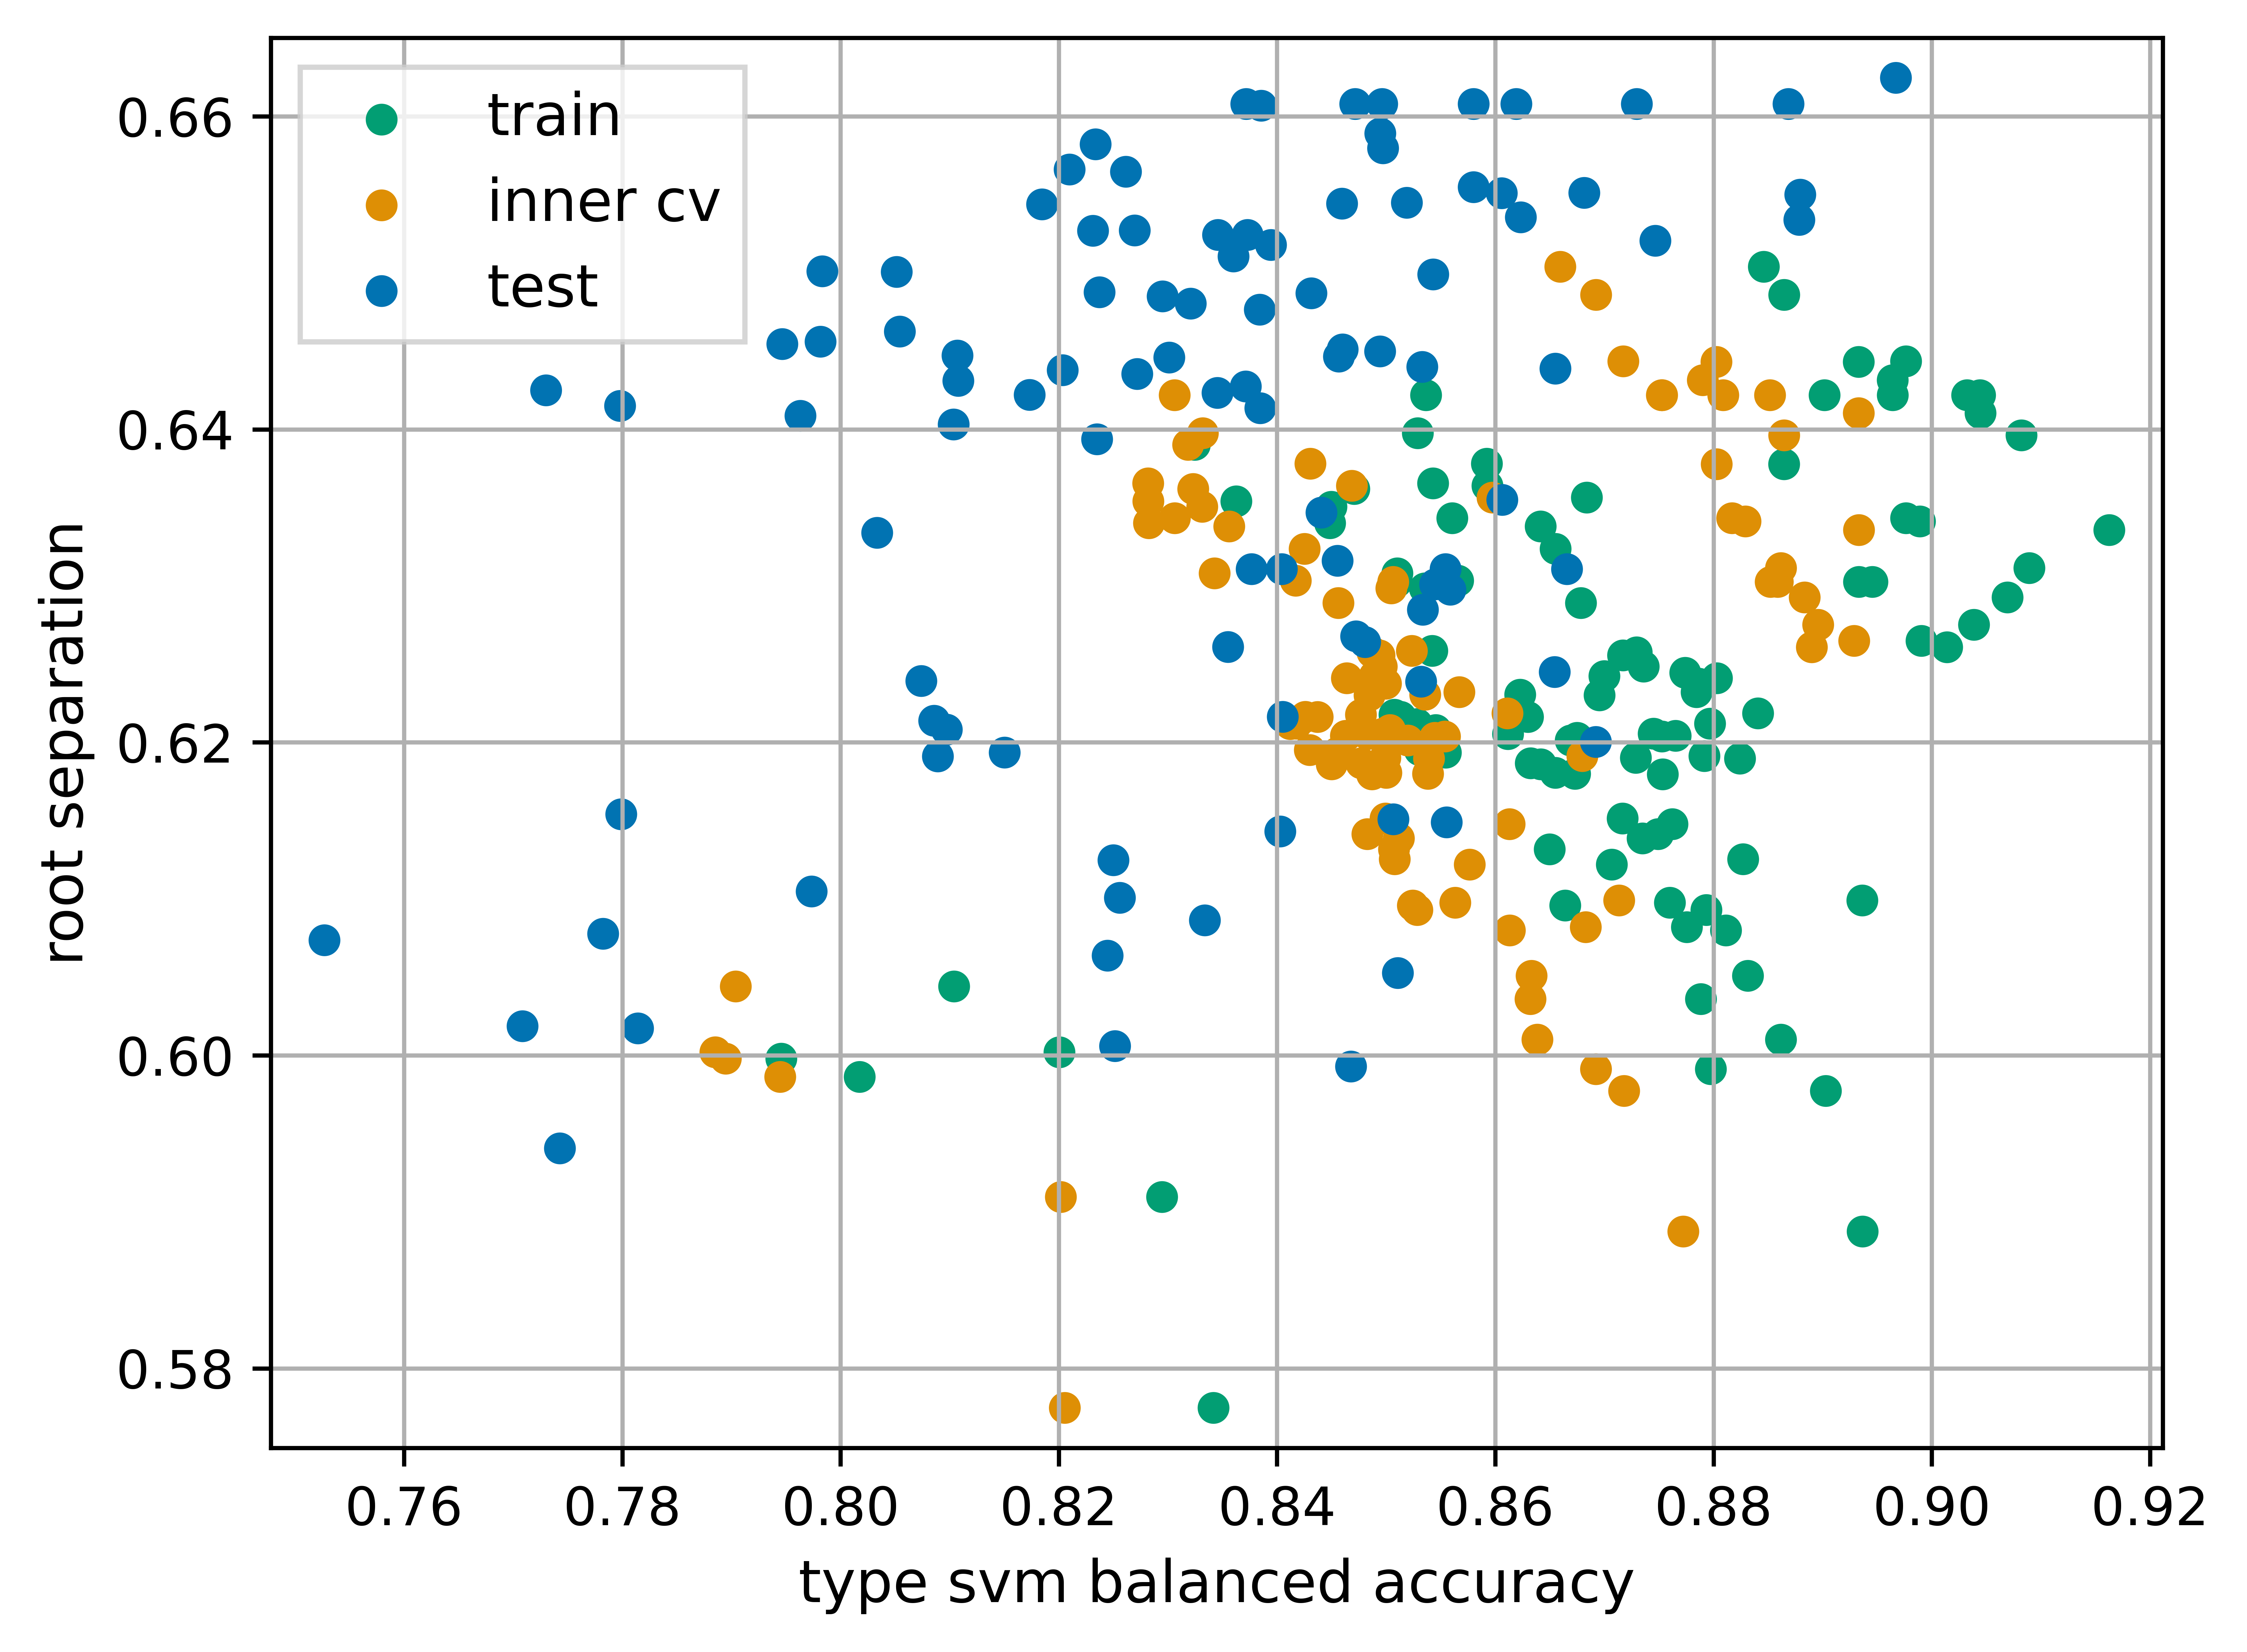 train
inner cv
test
0.66
0.64
0.62
0.60
0.58
root separation
0.76 0.78 0.80 0.82 0.84 0.86 0.88 0.90 0.92
type svm balanced accuracy